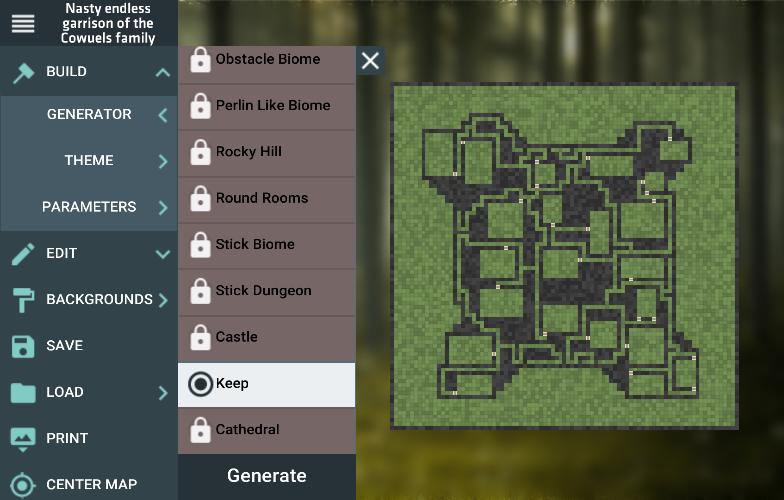 Nasty endless
garrison of the
Cowuels family
BUILD
GENERATOR
THEME
PARAMETERS
EDIT
BACKGROUNDS
SAVE
LOAD
PRINT
CENTER MAP
Obstacle Biome
Perlin Like Biome
Rocky Hill
Round Rooms
Stick Biome
Stick Dungeon
Castle
Keep
Cathedral
Generate